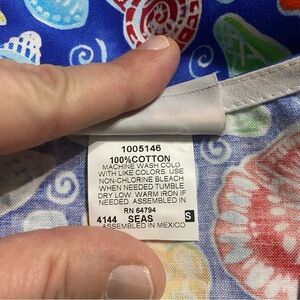 1005146
100%COTTON
MACHINE WASH COLD
WITH LIKE COLORS. USE
NON-CHLORINE BLEACH
WHEN NEEDED TUMBLE
DRY LOW. WARM IRON IF
NEEDED. ASSEMBLED IN
RN 64794
4144 SEAS S
ASSEMBLED IN MEXICO